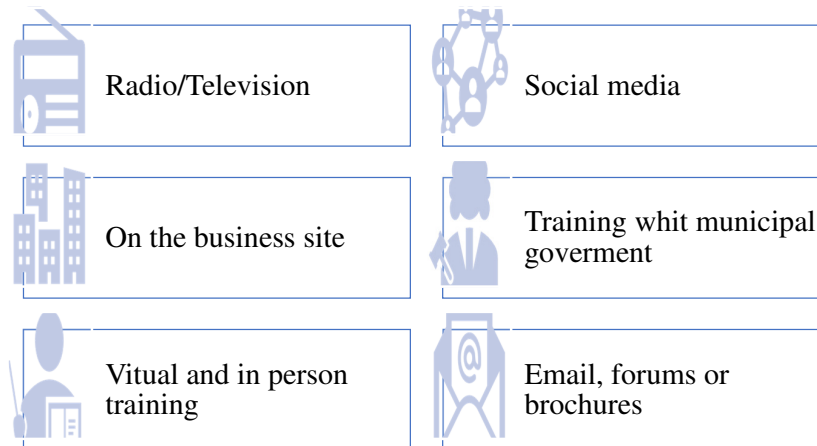 Radio/Television
Social media
On the business site
Training whit municipal
goverment
Vitual and in person
training
Email, forums or
brochures